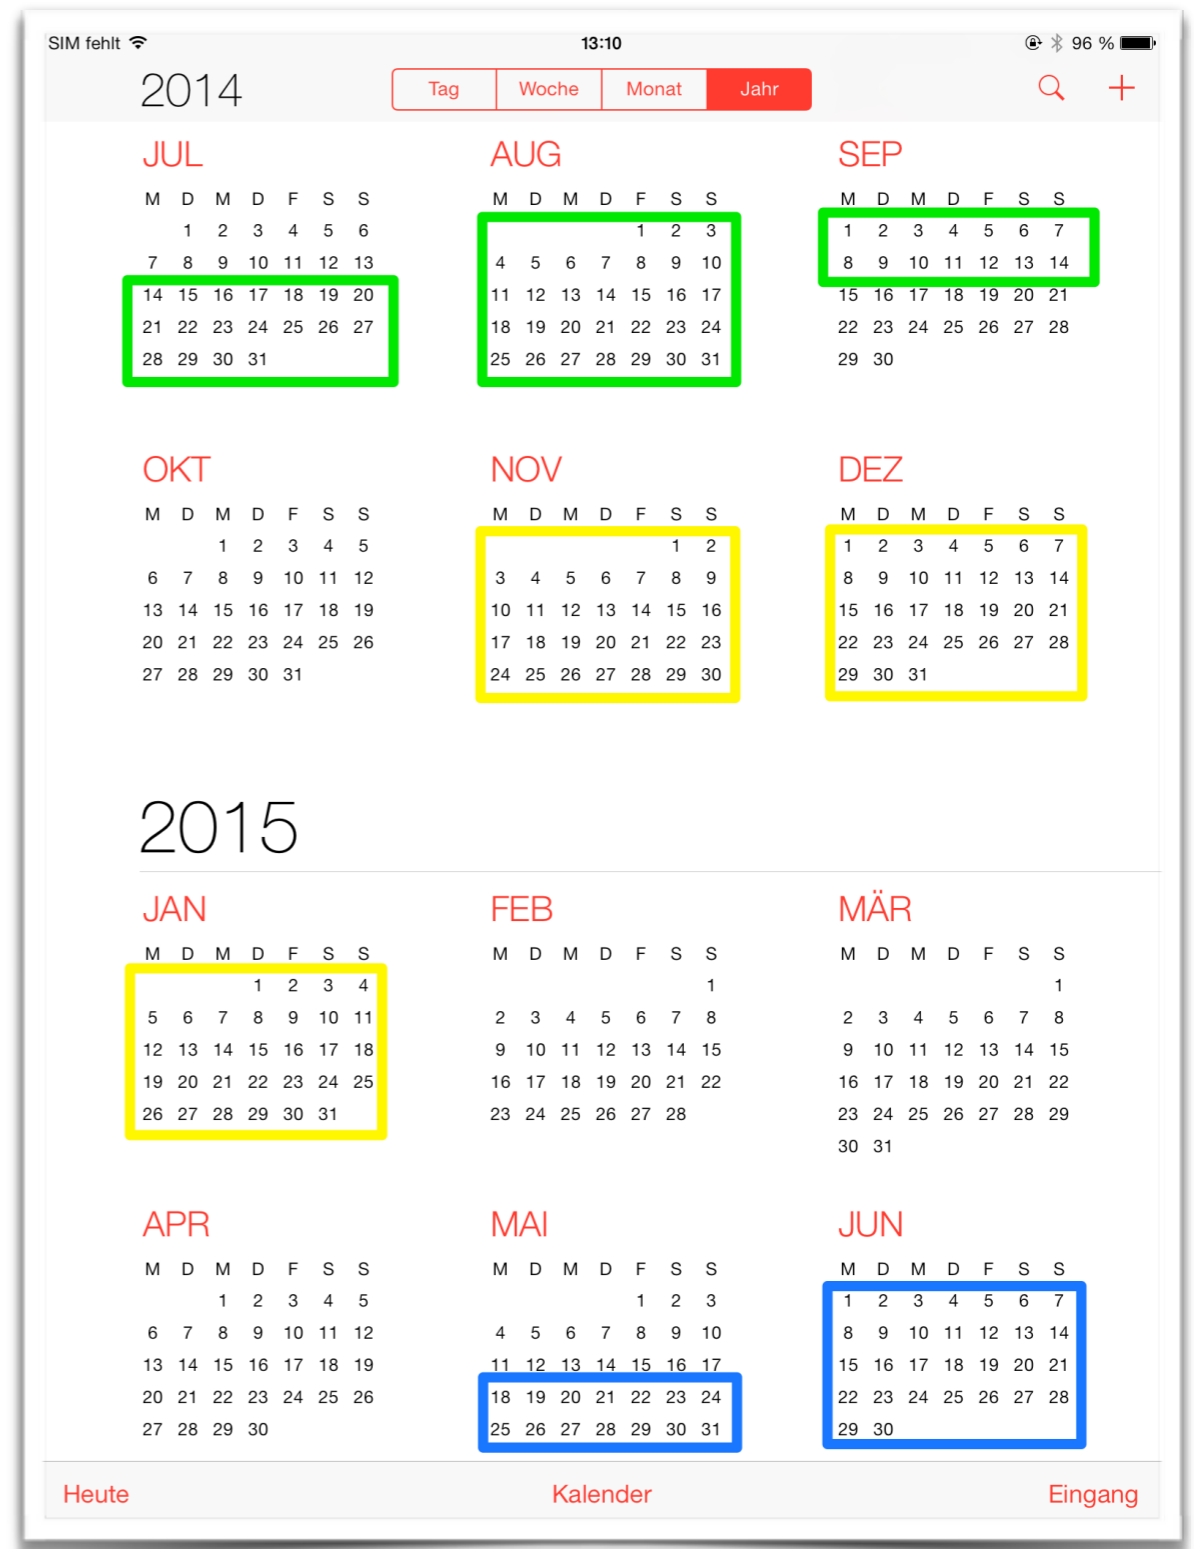 SIM fehlt 13:10 96 %
2014 Tag Woche Monat Jahr
JUL AUG SEP
M D M D F S S M D M D F S S M D M D F S S
1 2 3 4 5 6 1 2 3 1 2 3 4 5 6 7
7 8 9 10 11 12 13 4 5 6 7 8 9 10 8 9 10 11 12 13 14
14 15 16 17 18 19 20 11 12 13 14 15 16 17 15 16 17 18 19 20 21
21 22 23 24 25 26 27 18 19 20 21 22 23 24 22 23 24 25 26 27 28
28 29 30 31 25 26 27 28 29 30 31 29 30
OKT NOV DEZ
M D M D F S S M D M D F S S M D M D F S S
1 2 3 4 5 1 2 1 2 3 4 5 6 7
6 7 8 9 10 11 12 3 4 5 6 7 8 9 8 9 10 11 12 13 14
13 14 15 16 17 18 19 10 11 12 13 14 15 16 15 16 17 18 19 20 21
20 21 22 23 24 25 26 17 18 19 20 21 22 23 22 23 24 25 26 27 28
27 28 29 30 31 24 25 26 27 28 29 30 29 30 31
2015
JAN FEB MÄR
M D M D F S S M D M D F S S M D M D F S S
1 2 3 4 1 1
5 6 7 8 9 10 11 2 3 4 5 6 7 8 2 3 4 5 6 7 8
12 13 14 15 16 17 18 9 10 11 12 13 14 15 9 10 11 12 13 14 15
19 20 21 22 23 24 25 16 17 18 19 20 21 22 16 17 18 19 20 21 22
26 27 28 29 30 31 23 24 25 26 27 28 23 24 25 26 27 28 29
30 31
APR MAI JUN
M D M D F S S M D M D F S S M D M D F S S
1 2 3 4 5 1 2 3 1 2 3 4 5 6 7
6 7 8 9 10 11 12 4 5 6 7 8 9 10 8 9 10 11 12 13 14
13 14 15 16 17 18 19 11 12 13 14 15 16 17 15 16 17 18 19 20 21
20 21 22 23 24 25 26 18 19 20 21 22 23 24 22 23 24 25 26 27 28
27 28 29 30 25 26 27 28 29 30 31 29 30
Heute Kalender Eingang